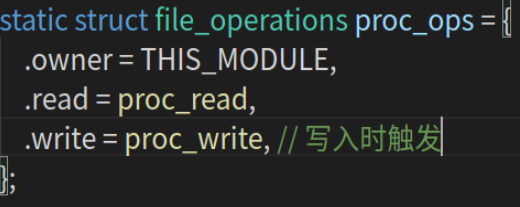 static struct file_operations proc_ops = {
.owner = THIS_MODULE,
.read = proc_read,
.write = proc_write, // 写入时触发
};